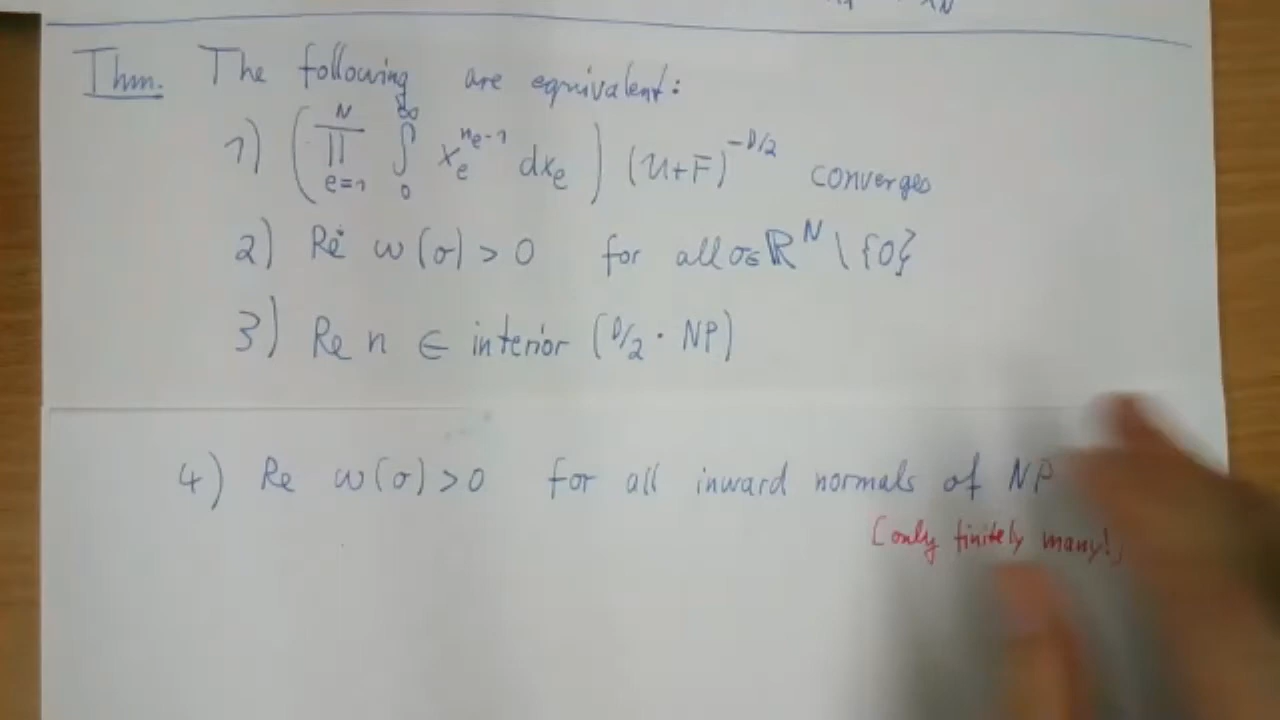 Thm. The following are equivalent:
1) (∏_{e=1}^{N} ∫_0^∞ x_e^{n_e-1} dx_e) (U+F)^{-D/2} converges
2) Re ω(σ) > 0 for all σ∈ℝ^N \ {0}
3) Re n ∈ interior (D/2 · NP)
4) Re ω(σ) > 0 for all inward normals of NP
(only finitely many!)